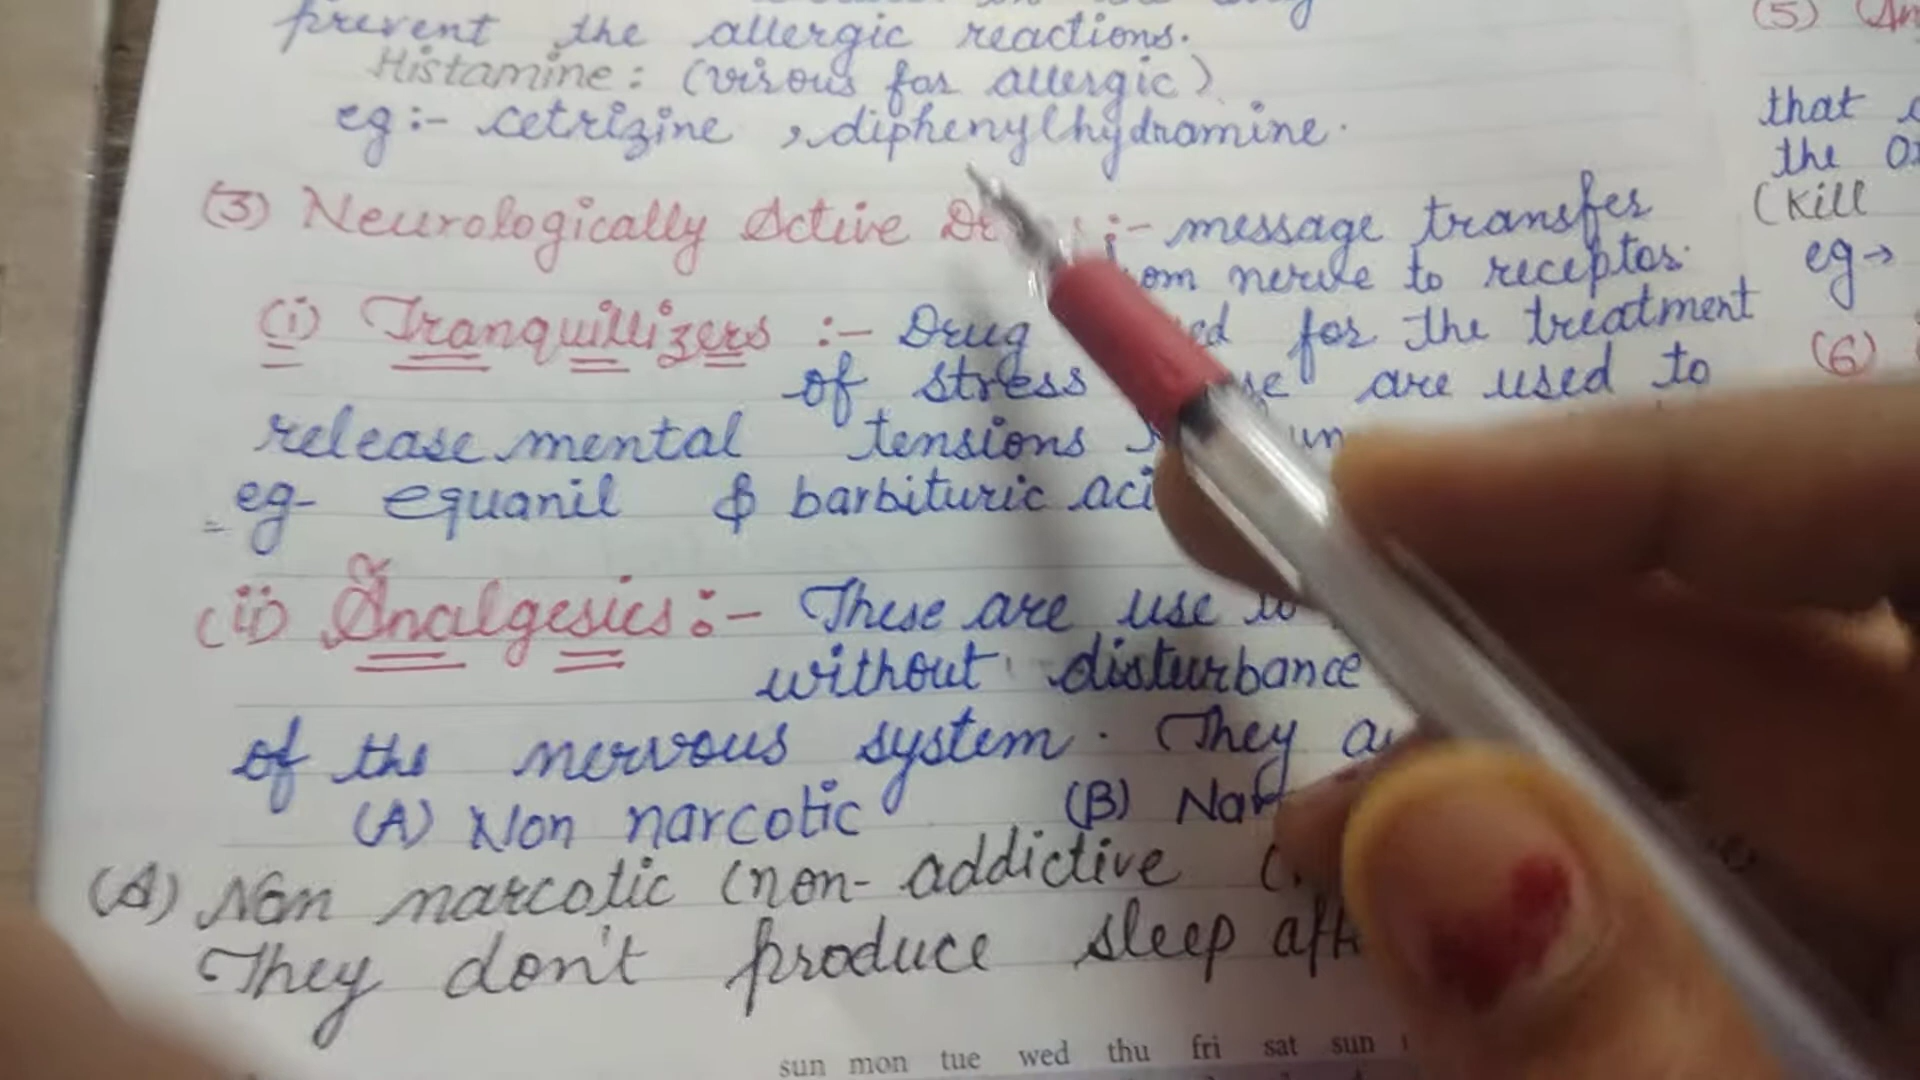 prevent the allergic reactions.
Histamine: (virous for allergic)
eg:- cetrizine , diphenylhydramine.
(3) Neurologically Active :- message transfer
nerve to receptor.
(i) Tranquillizers :- Drug for the treatment
of stress are used to
release mental tensions
eg- equanil & barbituric
(ii) Analgesics :- These are use to
without disturbance
of the nervous system. They
(A) Non narcotic (B)
(A) Non narcotic (non-addictive
They don't produce sleep
sun mon tue wed thu fri sat sun
(5)
that
the
(Kill
eg→
(6)